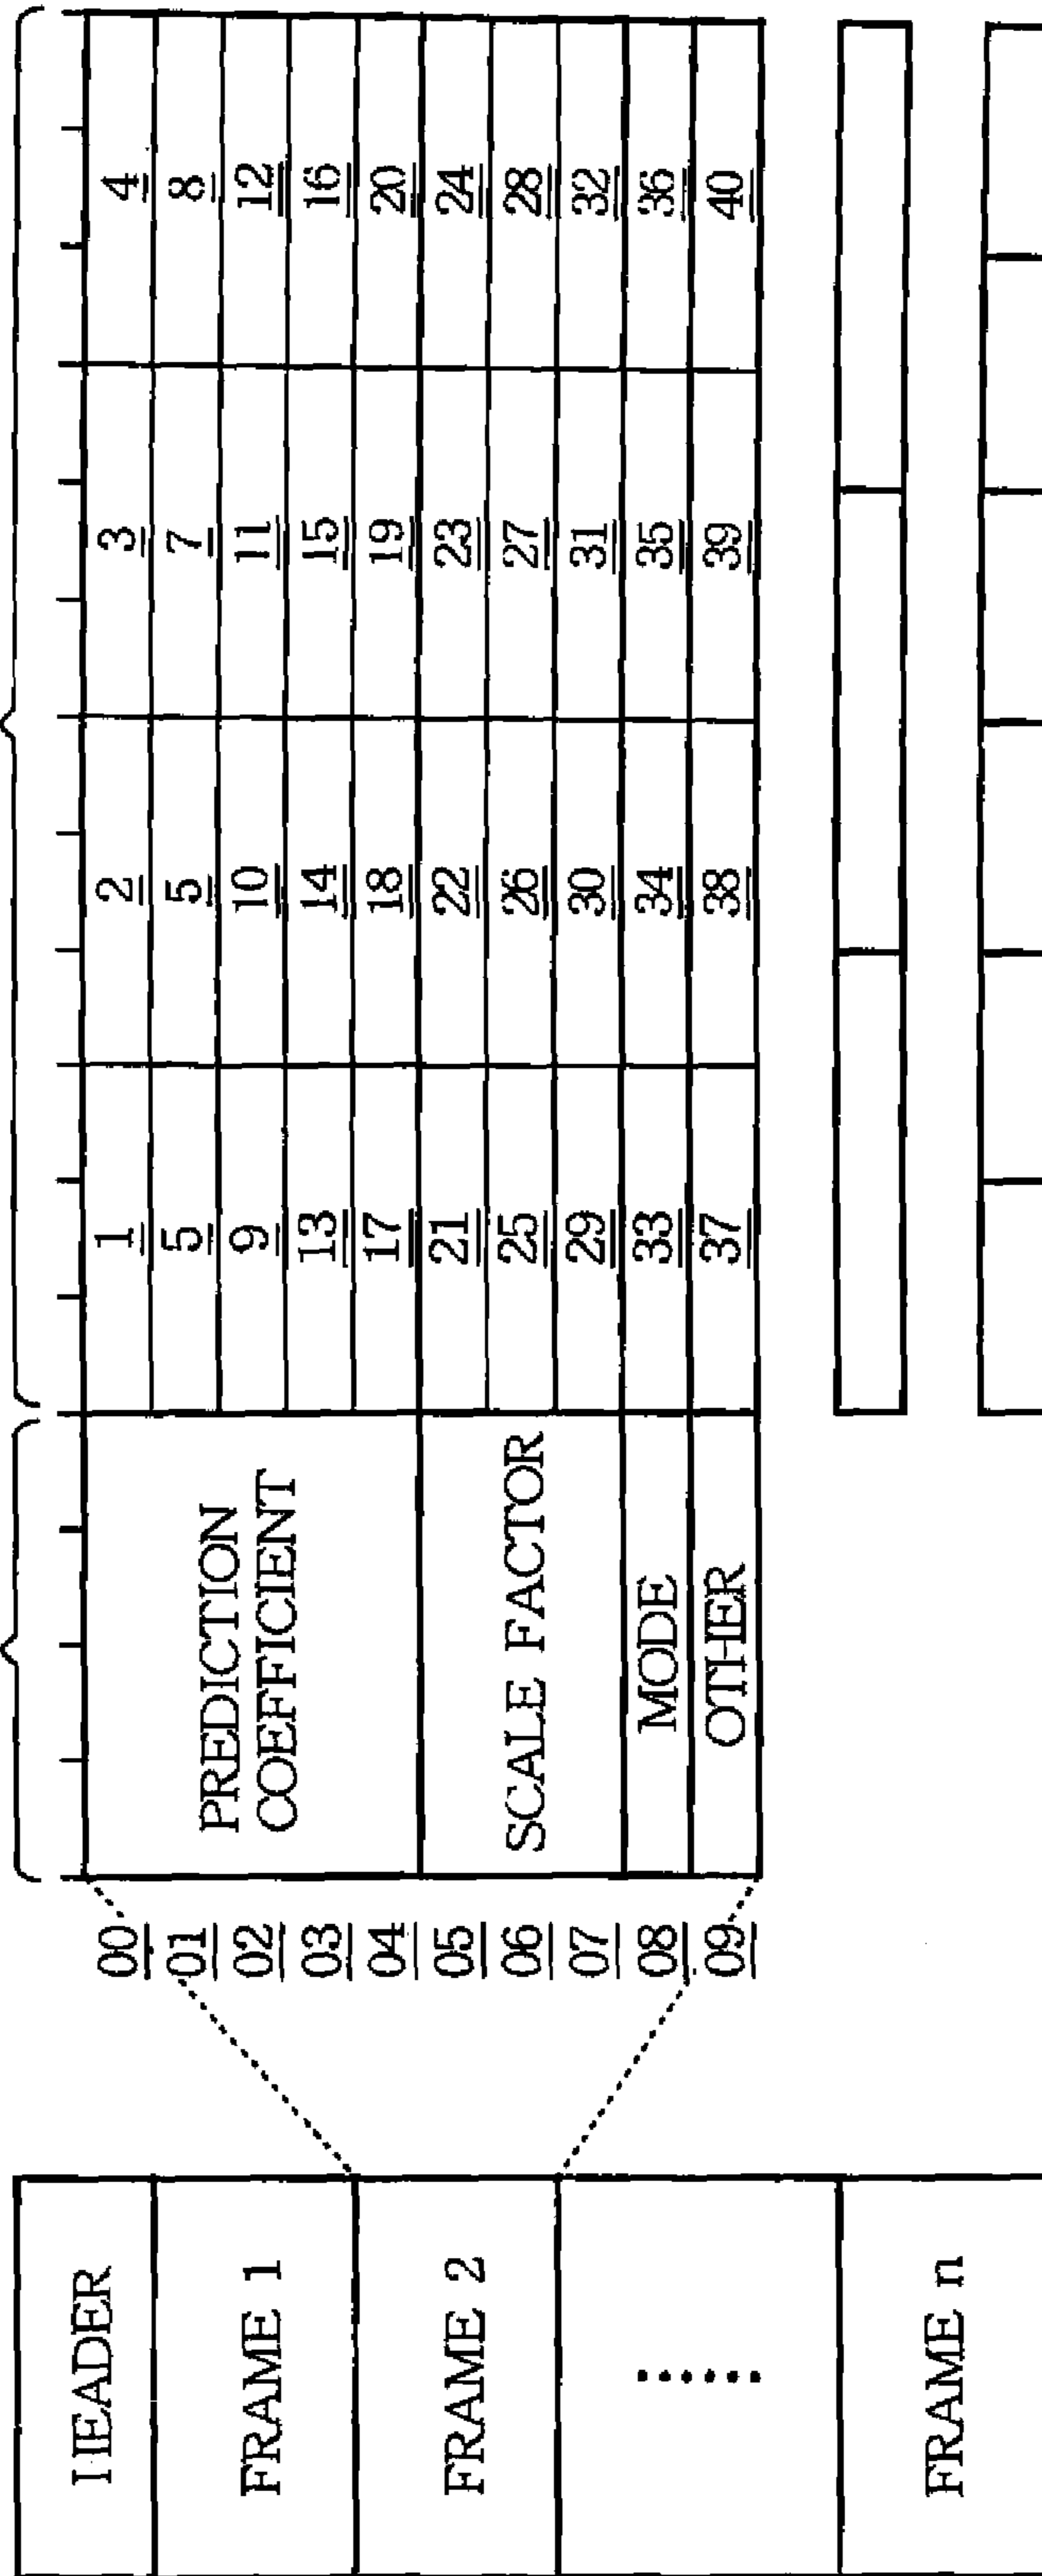 HEADER
FRAME 1
FRAME 2
......
FRAME n
00
01
02
03
04
05
06
07
08
09
PREDICTION
COEFFICIENT
SCALE FACTOR
MODE
OTHER
1 2 3 4
5 5 7 8
9 10 11 12
13 14 15 16
17 18 19 20
21 22 23 24
25 26 27 28
29 30 31 32
33 34 35 36
37 38 39 40